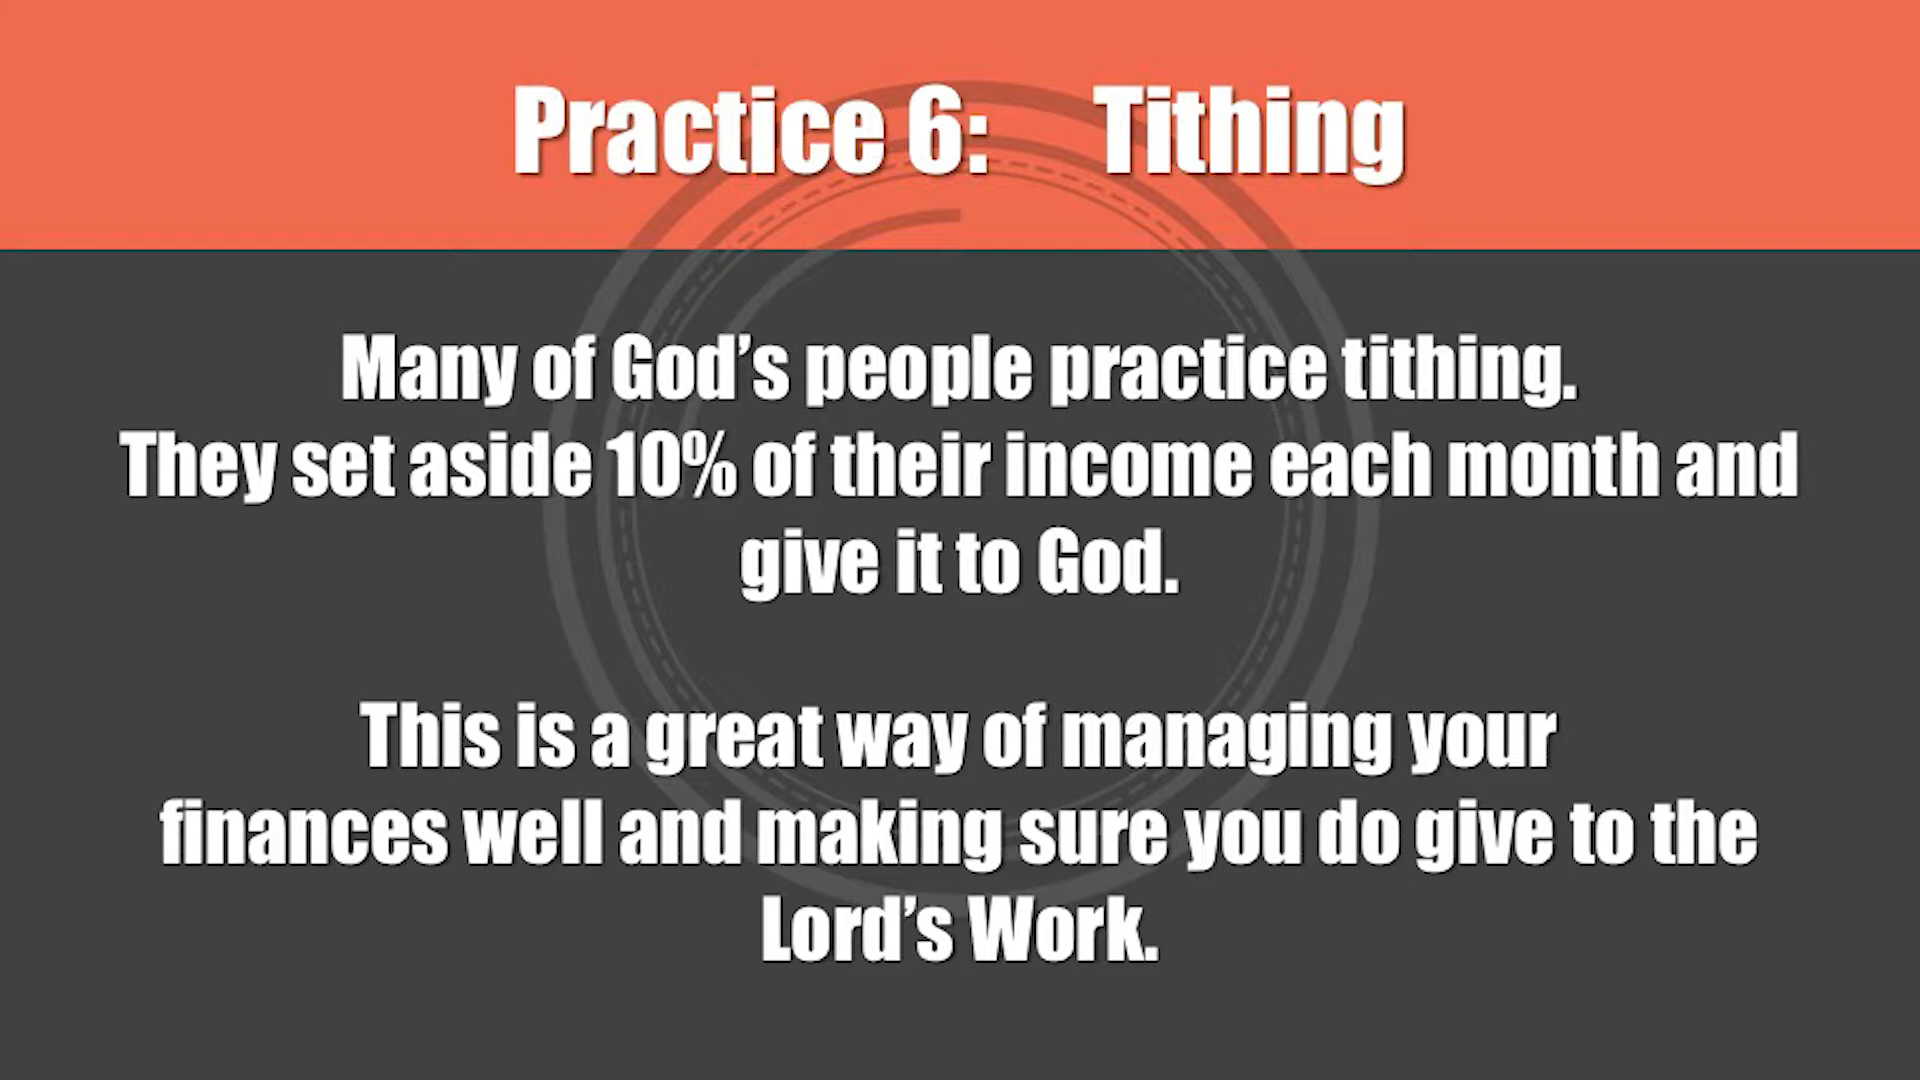 Practice 6: Tithing
Many of God’s people practice tithing.
They set aside 10% of their income each month and
give it to God.
This is a great way of managing your
finances well and making sure you do give to the
Lord’s Work.